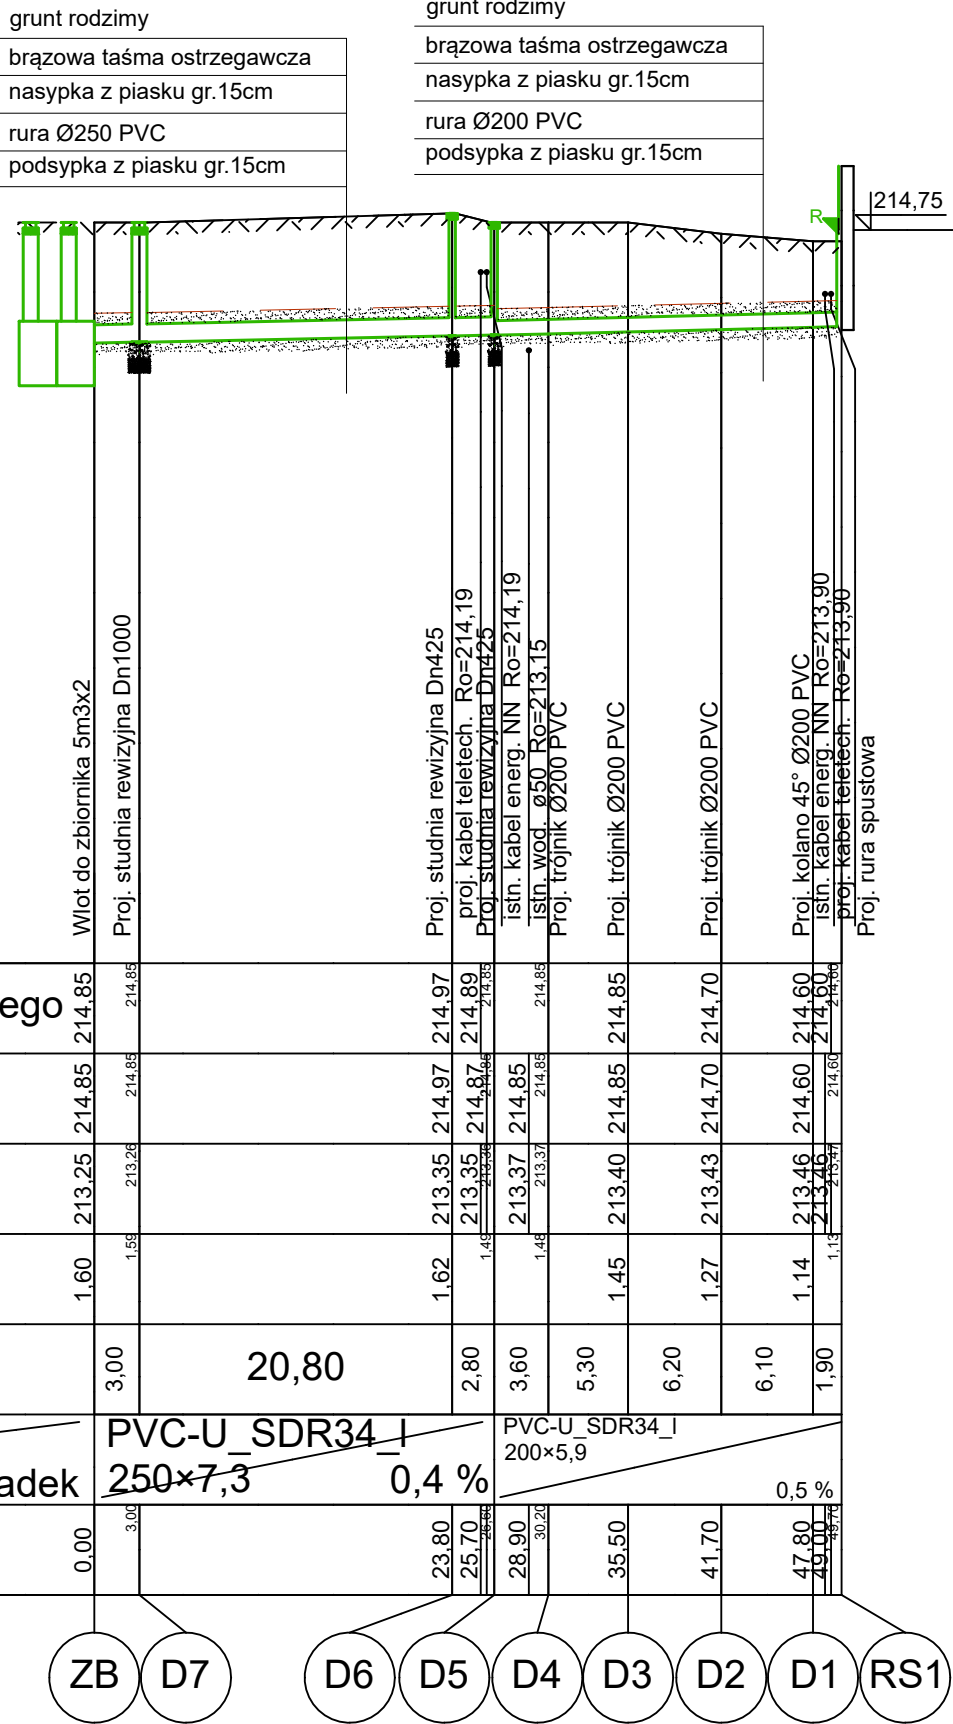 grunt rodzimy
brązowa taśma ostrzegawcza
nasypka z piasku gr.15cm
rura Ø250 PVC
podsypka z piasku gr.15cm
grunt rodzimy
brązowa taśma ostrzegawcza
nasypka z piasku gr.15cm
rura Ø200 PVC
podsypka z piasku gr.15cm
R
214,75
Wlot do zbiornika 5m3x2
Proj. studnia rewizyjna Dn1000
Proj. studnia rewizyjna Dn425
proj. kabel teletech. Ro=214,19
Proj. studnia rewizyjna Dn425
istn. kabel energ. NN Ro=214,19
istn. wod. ø50 Ro=213,15
Proj. trójnik Ø200 PVC
Proj. trójnik Ø200 PVC
Proj. trójnik Ø200 PVC
Proj. kolano 45° Ø200 PVC
istn. kabel energ. NN Ro=213,90
proj. kabel teletech. Ro=213,90
Proj. rura spustowa
ego 214,85 214,85 214,97 214,89 214,85 214,85 214,85 214,70 214,60 214,60 214,60
214,85 214,85 214,97 214,87 214,85 214,85 214,85 214,85 214,70 214,60 214,60
213,25 213,26 213,35 213,35 213,36 213,37 213,37 213,40 213,43 213,46 213,46 213,47
1,60 1,59 1,62 1,49 1,48 1,45 1,27 1,14 1,13
3,00 20,80 2,80 3,60 5,30 6,20 6,10 1,90
PVC-U_SDR34_I
250×7,3 0,4 %
PVC-U_SDR34_I
200×5,9
0,5 %
adek
0,00 3,00 23,80 25,70 26,60 28,90 30,20 35,50 41,70 47,80 49,00 49,70
ZB D7 D6 D5 D4 D3 D2 D1 RS1